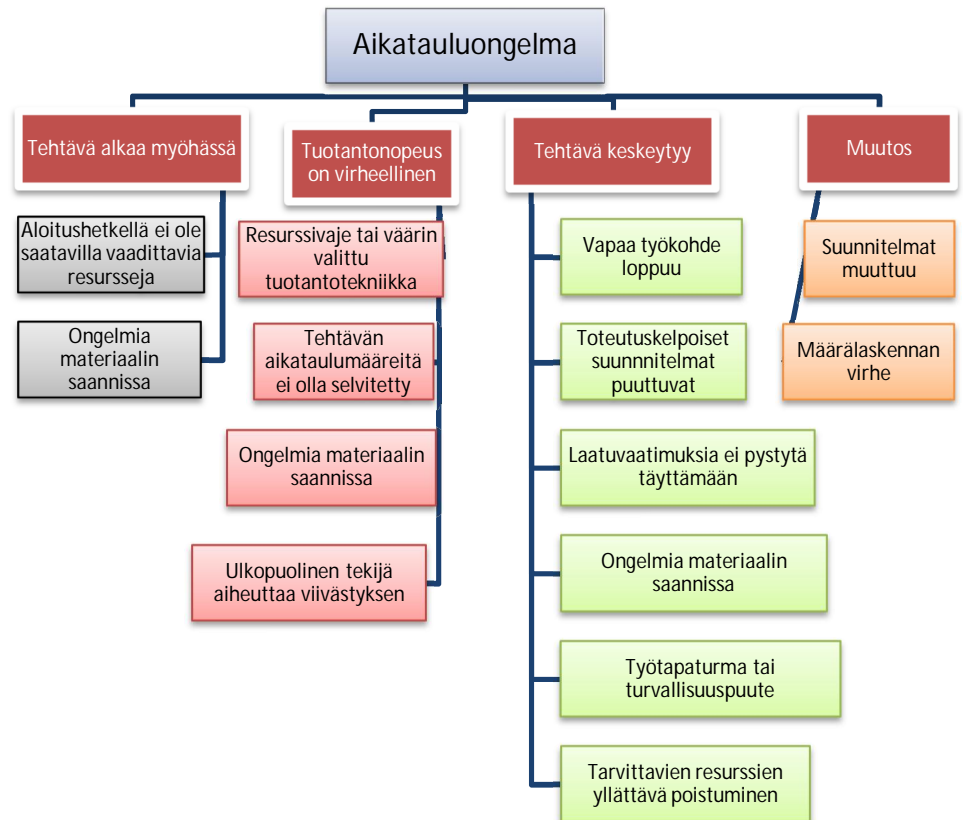 Aikatauluongelma
Tehtävä alkaa myöhässä
Aloitushetkellä ei ole
saatavilla vaadittavia
resursseja
Ongelmia
materiaalin
saannissa
Tuotantonopeus
on virheellinen
Resurssivaje tai väärin
valittu
tuotantotekniikka
Tehtävän
aikataulumääreitä
ei olla selvitetty
Ongelmia materiaalin
saannissa
Ulkopuolinen tekijä
aiheuttaa viivästyksen
Tehtävä keskeytyy
Vapaa työkohde
loppuu
Toteutuskelpoiset
suunnnitelmat
puuttuvat
Laatuvaatimuksia ei pystytä
täyttämään
Ongelmia materiaalin
saannissa
Työtapaturma tai
turvallisuuspuute
Tarvittavien resurssien
yllättävä poistuminen
Muutos
Suunnitelmat
muuttuu
Määrälaskennan
virhe